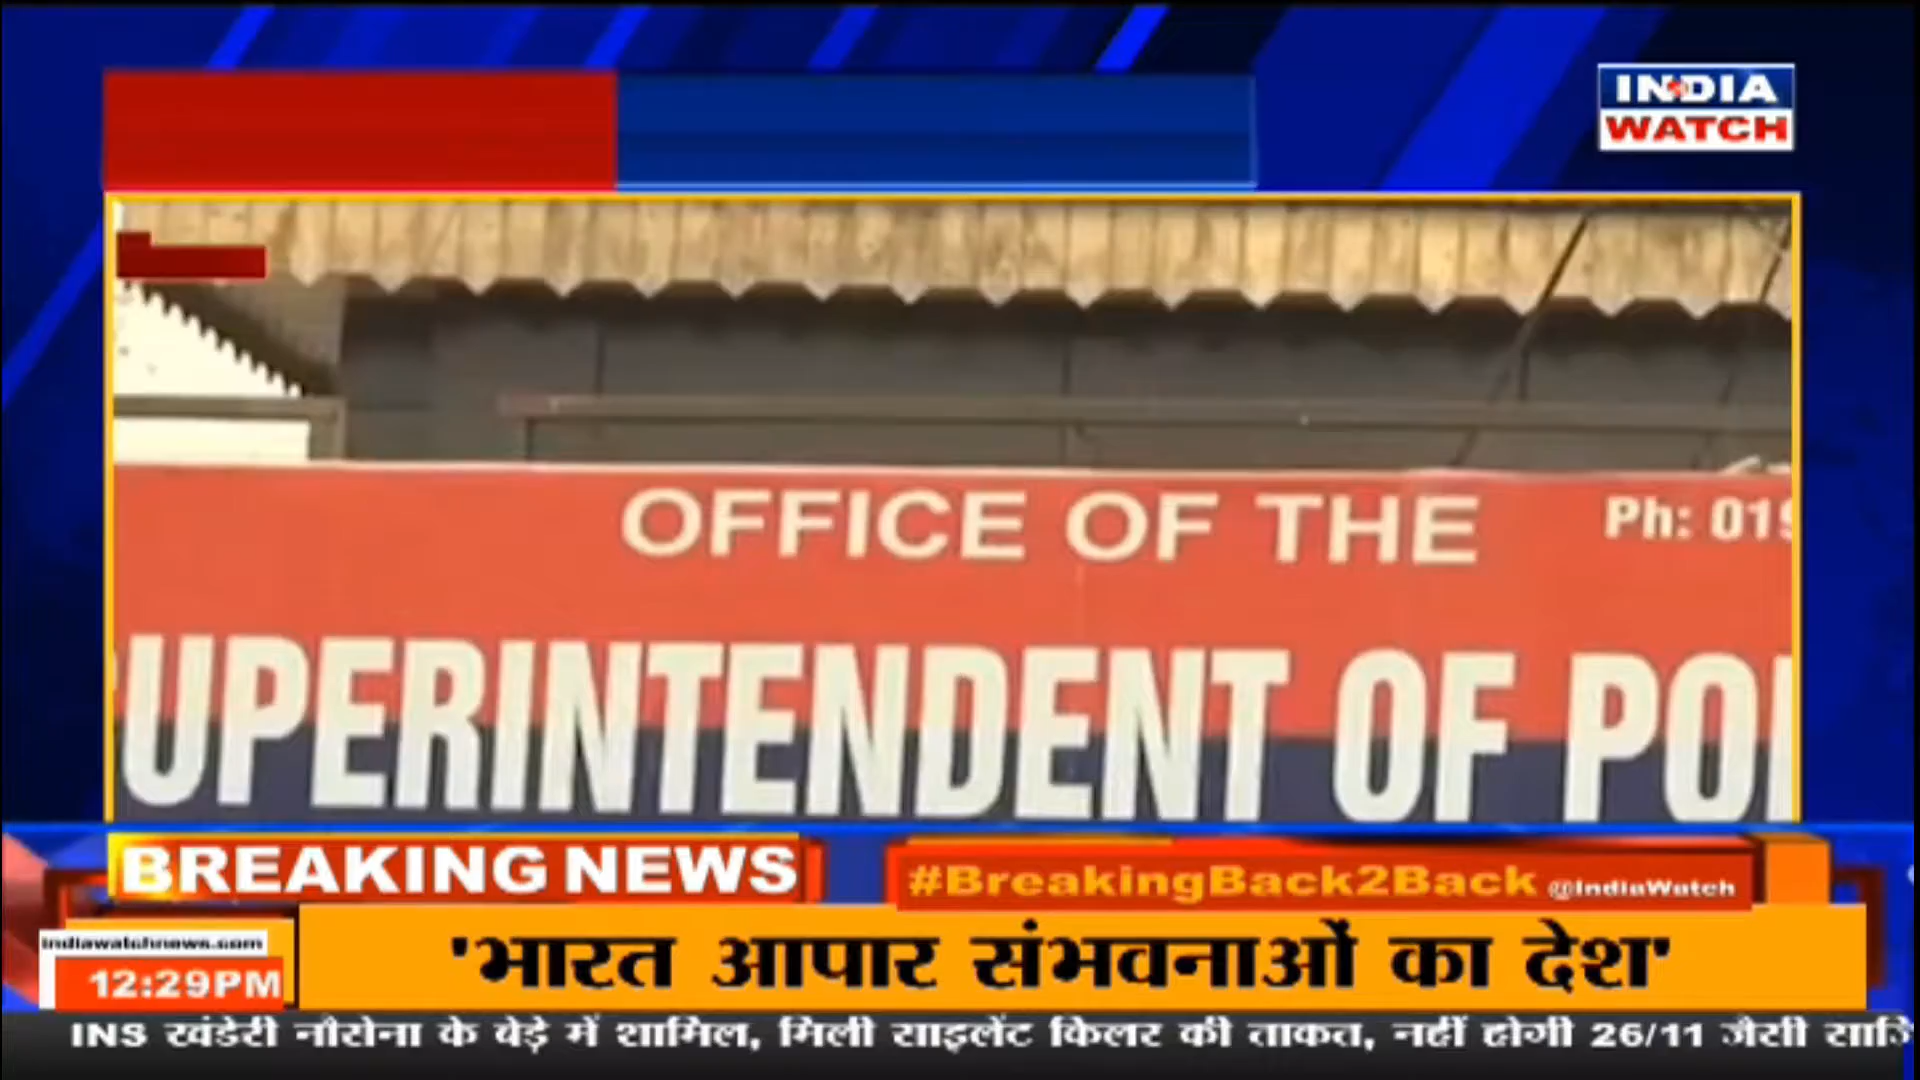 INDIA
WATCH
OFFICE OF THE
Ph: 019
UPERINTENDENT OF POL
BREAKING NEWS
#BreakingBack2Back @IndiaWatch
indiawatchnews.com
'भारत आपार संभवनाओं का देश'
12:29PM
INS खंडेरी नौसेना के बेड़े में शामिल, मिली साइलेंट किलर की ताकत, नहीं होगी 26/11 जैसी